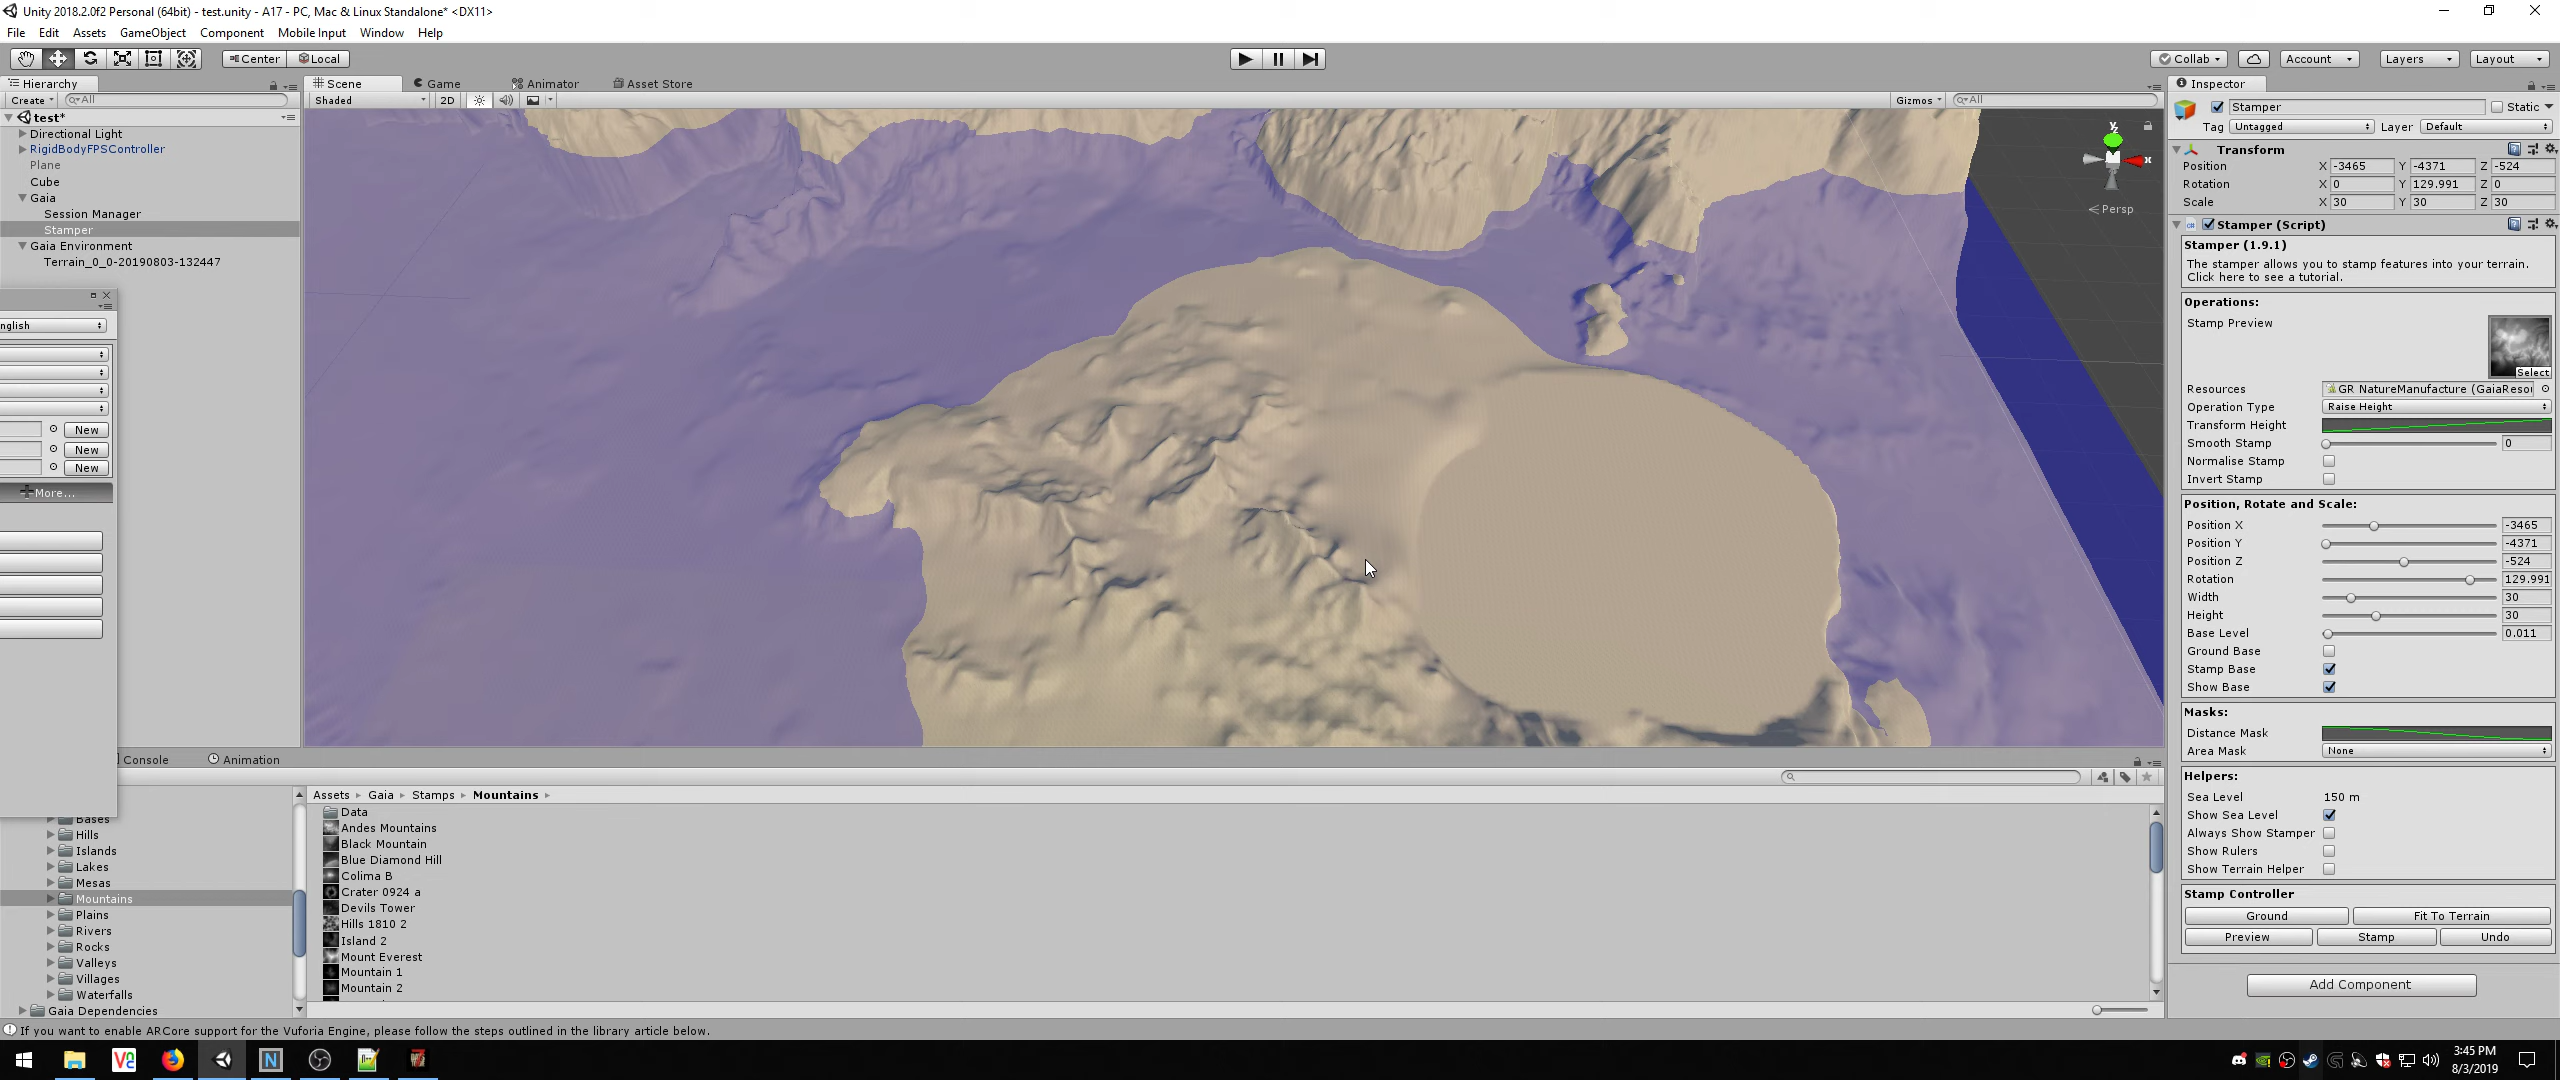 Unity 2018.2.0f2 Personal (64bit) - test.unity - A17 - PC, Mac & Linux Standalone* <DX11>
File Edit Assets GameObject Component Mobile Input Window Help
Center Local Collab Account Layers Layout
Hierarchy
Create All
test*
Directional Light
RigidBodyFPSController
Plane
Cube
Gaia
Session Manager
Stamper
Gaia Environment
Terrain_0_0-20190803-132447
nglish
New
New
New
More...
Scene Game Animator Asset Store
Shaded 2D Gizmos All
y
x
Persp
Console Animation
Bases
Hills
Islands
Lakes
Mesas
Mountains
Plains
Rivers
Rocks
Valleys
Villages
Waterfalls
Gaia Dependencies
Assets Gaia Stamps Mountains
Data
Andes Mountains
Black Mountain
Blue Diamond Hill
Colima B
Crater 0924 a
Devils Tower
Hills 1810 2
Island 2
Mount Everest
Mountain 1
Mountain 2
Inspector
Stamper Static
Tag Untagged Layer Default
Transform
Position X -3465 Y -4371 Z -524
Rotation X 0 Y 129.991 Z 0
Scale X 30 Y 30 Z 30
Stamper (Script)
Stamper (1.9.1)
The stamper allows you to stamp features into your terrain.
Click here to see a tutorial.
Operations:
Stamp Preview
Select
Resources GR NatureManufacture (GaiaReso
Operation Type Raise Height
Transform Height
Smooth Stamp 0
Normalise Stamp
Invert Stamp
Position, Rotate and Scale:
Position X -3465
Position Y -4371
Position Z -524
Rotation 129.991
Width 30
Height 30
Base Level 0.011
Ground Base
Stamp Base
Show Base
Masks:
Distance Mask
Area Mask None
Helpers:
Sea Level 150 m
Show Sea Level
Always Show Stamper
Show Rulers
Show Terrain Helper
Stamp Controller
Ground Fit To Terrain
Preview Stamp Undo
Add Component
If you want to enable ARCore support for the Vuforia Engine, please follow the steps outlined in the library article below.
3:45 PM
8/3/2019